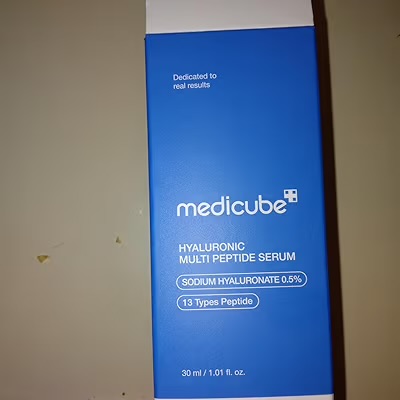 Dedicated to
real results
medicube
HYALURONIC
MULTI PEPTIDE SERUM
SODIUM HYALURONATE 0.5%
13 Types Peptide
30 ml / 1.01 fl. oz.